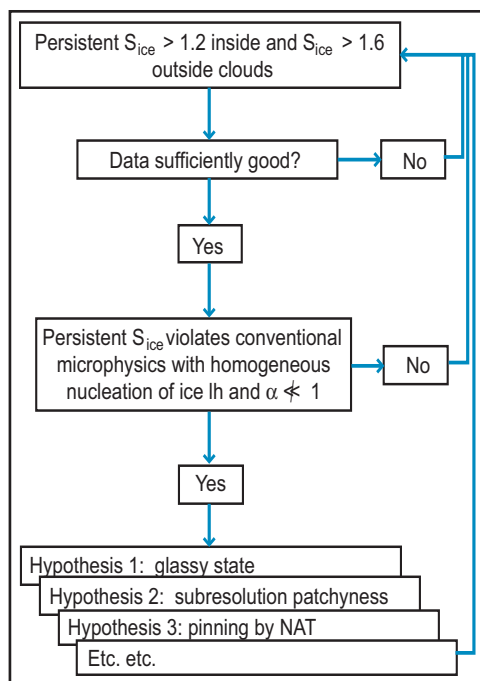 Persistent Sice > 1.2 inside and Sice > 1.6
outside clouds
Data sufficiently good?
No
Yes
Persistent Sice violates conventional
microphysics with homogeneous
nucleation of ice Ih and α ≪̸ 1
No
Yes
Hypothesis 1: glassy state
Hypothesis 2: subresolution patchyness
Hypothesis 3: pinning by NAT
Etc. etc.